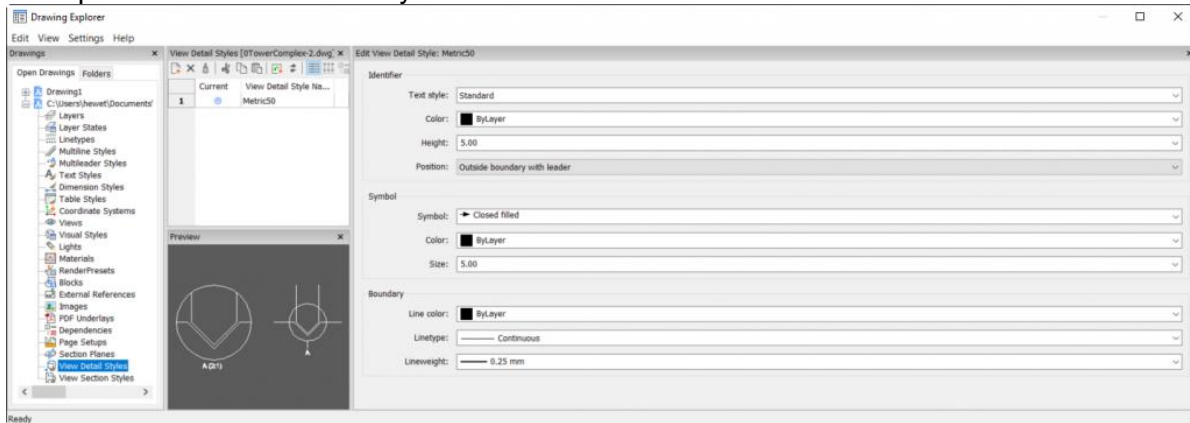 Drawing Explorer
Edit View Settings Help
Drawings
Open Drawings Folders
Drawing1
C:\Users\hewet\Documents'
Layers
Layer States
Linetypes
Multiline Styles
Multileader Styles
Text Styles
Dimension Styles
Table Styles
Coordinate Systems
Views
Visual Styles
Lights
Materials
RenderPresets
Blocks
External References
Images
PDF Underlays
Dependencies
Page Setups
Section Planes
View Detail Styles
View Section Styles
Ready
View Detail Styles [0TowerComplex-2.dwg]
Current View Detail Style Na...
1 Metric50
Preview
A (2:1)
A
Edit View Detail Style: Metric50
Identifier
Text style: Standard
Color: ByLayer
Height: 5.00
Position: Outside boundary with leader
Symbol
Symbol: Closed filled
Color: ByLayer
Size: 5.00
Boundary
Line color: ByLayer
Linetype: Continuous
Lineweight: 0.25 mm